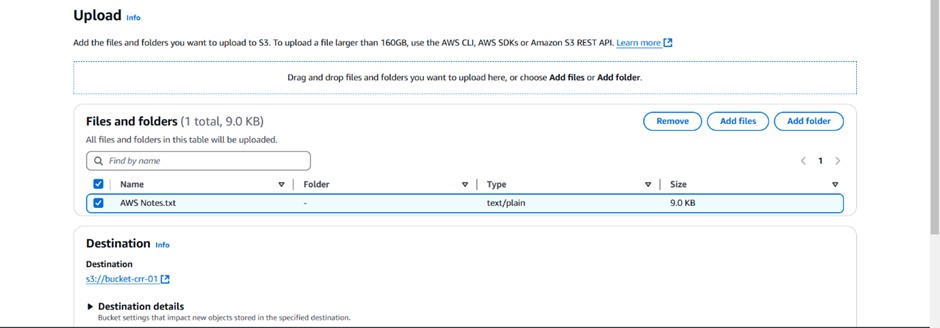 Upload Info
Add the files and folders you want to upload to S3. To upload a file larger than 160GB, use the AWS CLI, AWS SDKs or Amazon S3 REST API. Learn more
Drag and drop files and folders you want to upload here, or choose Add files or Add folder.
Files and folders (1 total, 9.0 KB) Remove Add files Add folder
All files and folders in this table will be uploaded.
Find by name 1
Name Folder Type Size
AWS Notes.txt - text/plain 9.0 KB
Destination Info
Destination
s3://bucket-crr-01
Destination details
Bucket settings that impact new objects stored in the specified destination.